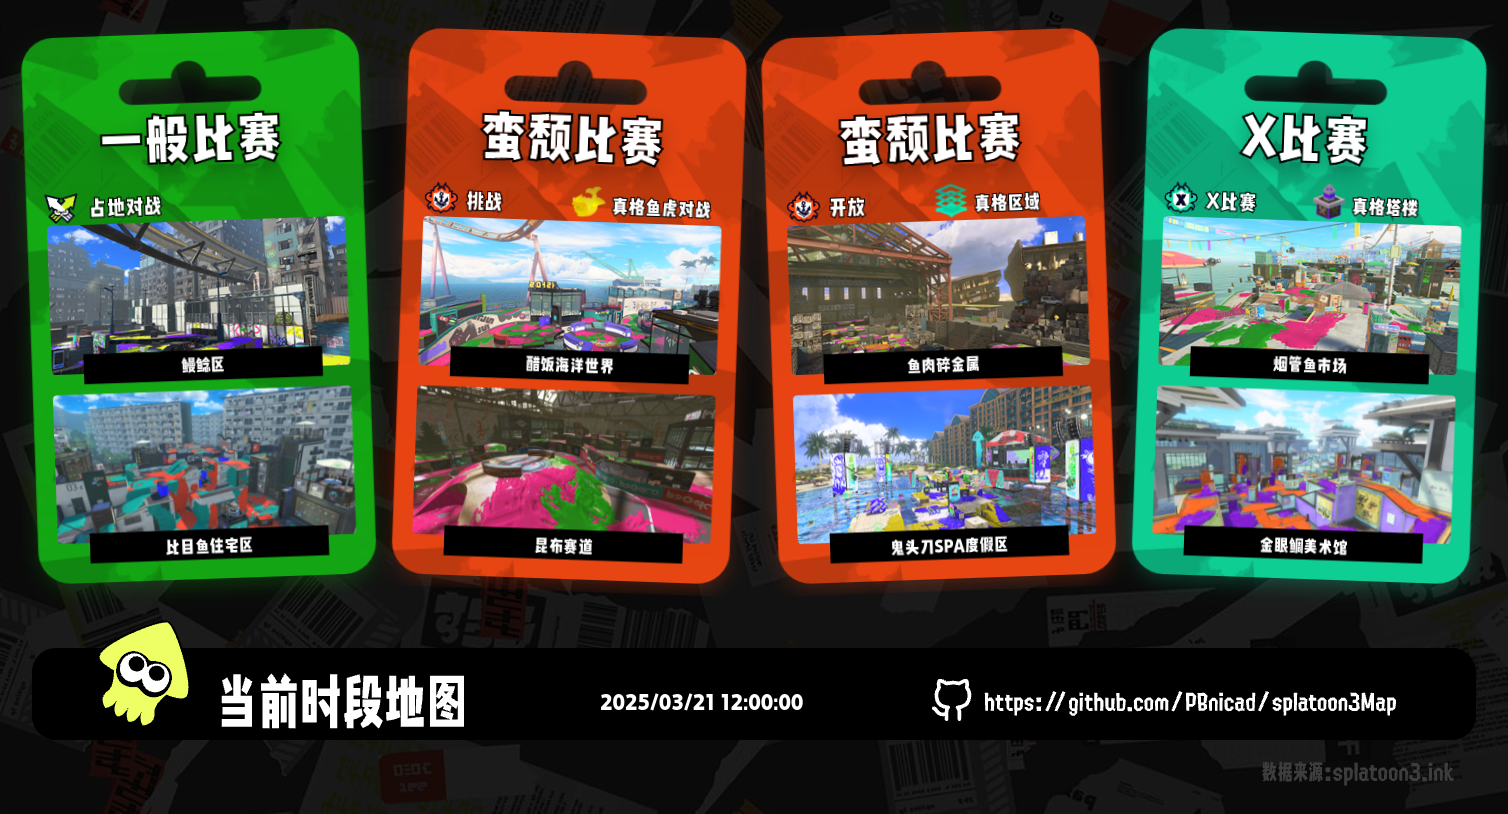 一般比赛
占地对战
鳗鲶区
比目鱼住宅区
蛮颓比赛
挑战
真格鱼虎对战
醋饭海洋世界
昆布赛道
蛮颓比赛
开放
真格区域
鱼肉碎金属
鬼头刀SPA度假区
X比赛
X比赛
真格塔楼
烟管鱼市场
金眼鲷美术馆
当前时段地图
2025/03/21 12:00:00
https://github.com/PBnicad/splatoon3Map
数据来源:splatoon3.ink